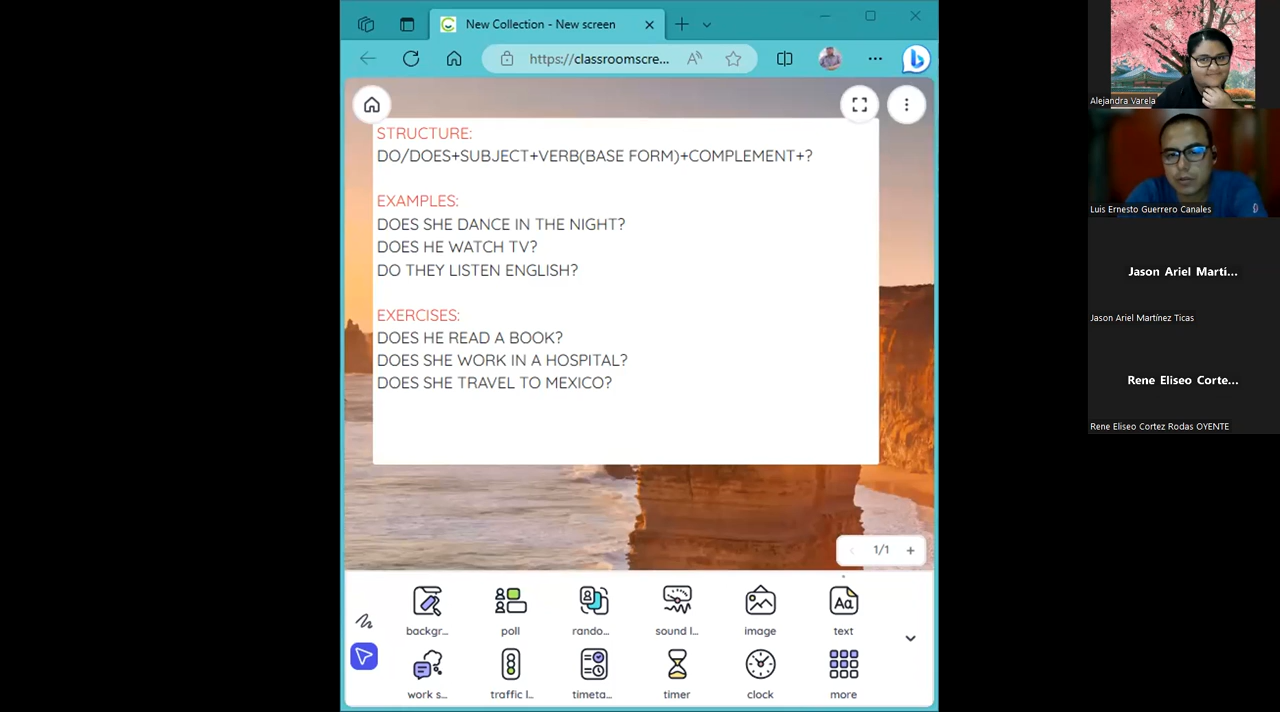 New Collection - New screen
https://classroomscre...
STRUCTURE:
DO/DOES+SUBJECT+VERB(BASE FORM)+COMPLEMENT+?
EXAMPLES:
DOES SHE DANCE IN THE NIGHT?
DOES HE WATCH TV?
DO THEY LISTEN ENGLISH?
EXERCISES:
DOES HE READ A BOOK?
DOES SHE WORK IN A HOSPITAL?
DOES SHE TRAVEL TO MEXICO?
1/1
backgr...
poll
rando...
sound l...
image
text
work s...
traffic l...
timeta...
timer
clock
more
Alejandra Varela
Luis Ernesto Guerrero Canales
Jason Ariel Martí...
Jason Ariel Martínez Ticas
Rene Eliseo Corte...
Rene Eliseo Cortez Rodas OYENTE